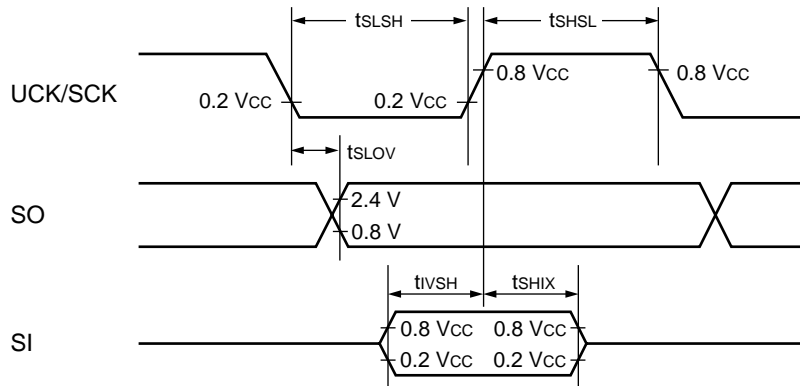 tSLSH tSHSL
UCK/SCK 0.2 VCC 0.2 VCC 0.8 VCC 0.8 VCC
tSLOV
SO 2.4 V
0.8 V
tIVSH tSHIX
SI 0.8 VCC 0.8 VCC
0.2 VCC 0.2 VCC